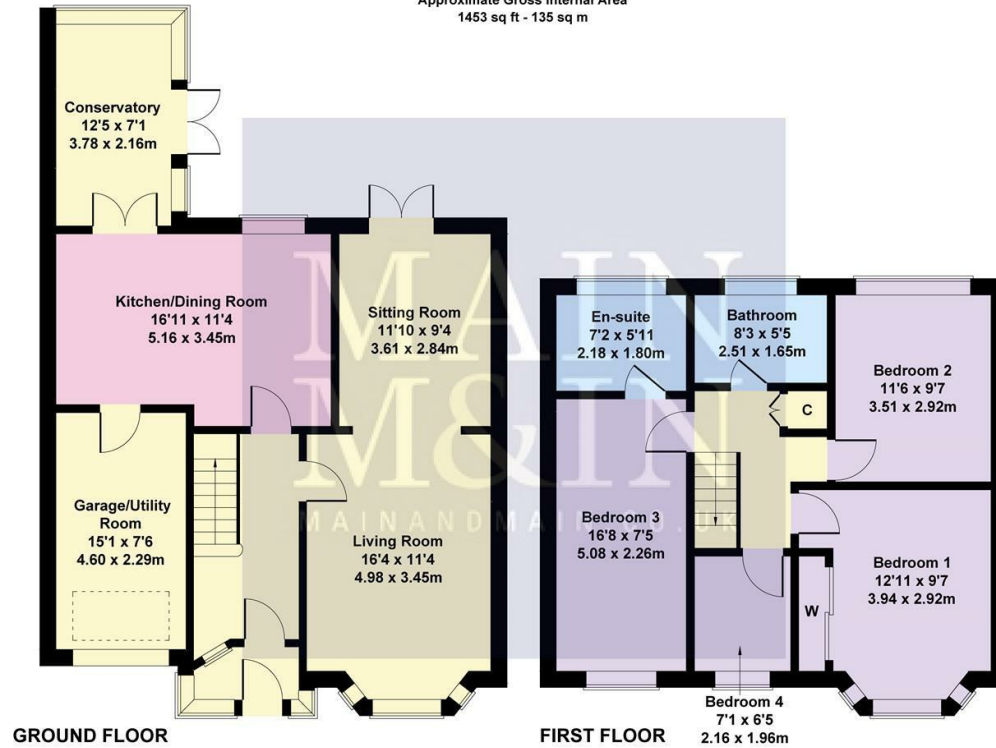 Approximate Gross Internal Area
1453 sq ft - 135 sq m
Conservatory
12'5 x 7'1
3.78 x 2.16m
Kitchen/Dining Room
16'11 x 11'4
5.16 x 3.45m
Sitting Room
11'10 x 9'4
3.61 x 2.84m
Garage/Utility
Room
15'1 x 7'6
4.60 x 2.29m
Living Room
16'4 x 11'4
4.98 x 3.45m
GROUND FLOOR
En-suite
7'2 x 5'11
2.18 x 1.80m
Bathroom
8'3 x 5'5
2.51 x 1.65m
Bedroom 2
11'6 x 9'7
3.51 x 2.92m
C
Bedroom 3
16'8 x 7'5
5.08 x 2.26m
Bedroom 1
12'11 x 9'7
3.94 x 2.92m
W
Bedroom 4
7'1 x 6'5
2.16 x 1.96m
FIRST FLOOR
MAIN
M&IN
MAINANDMAIN.CO.UK